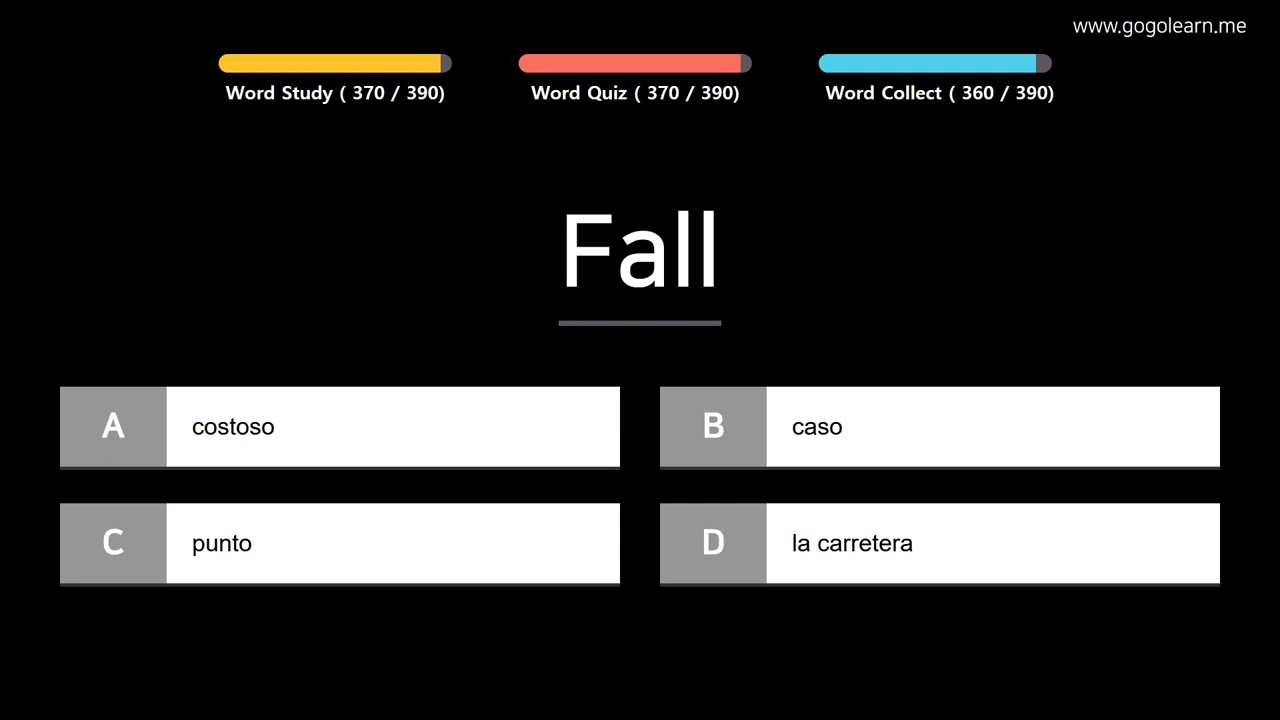 www.gogolearn.me
Word Study ( 370 / 390)
Word Quiz ( 370 / 390)
Word Collect ( 360 / 390)
Fall
A
costoso
B
caso
C
punto
D
la carretera